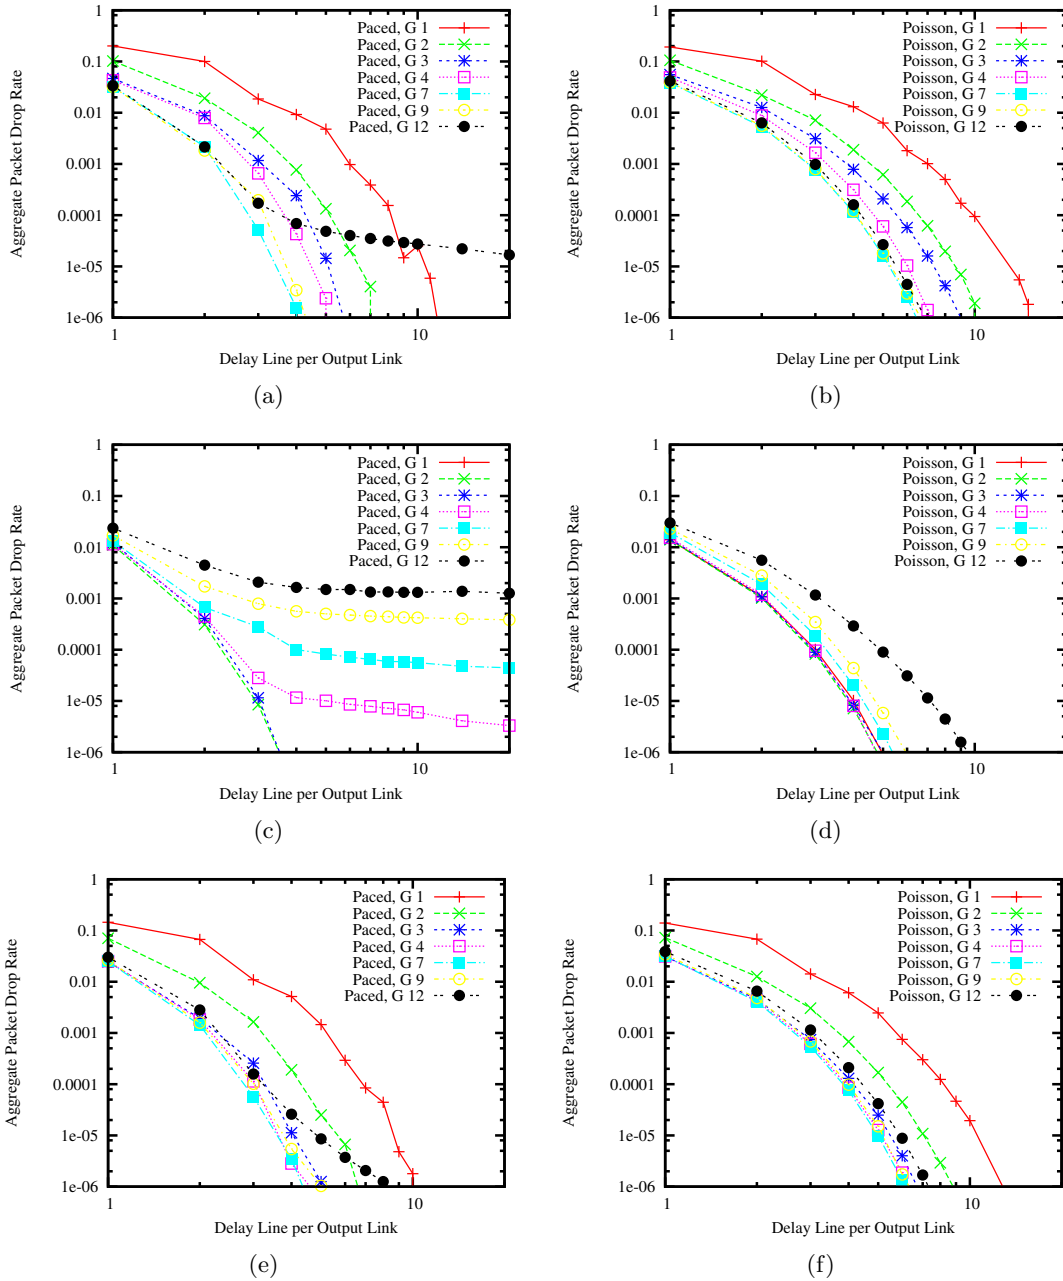 1
0.1
0.01
0.001
0.0001
1e-05
1e-06
1
10
Aggregate Packet Drop Rate
Delay Line per Output Link
Paced, G 1
Paced, G 2
Paced, G 3
Paced, G 4
Paced, G 7
Paced, G 9
Paced, G 12
(a)
1
0.1
0.01
0.001
0.0001
1e-05
1e-06
1
10
Aggregate Packet Drop Rate
Delay Line per Output Link
Poisson, G 1
Poisson, G 2
Poisson, G 3
Poisson, G 4
Poisson, G 7
Poisson, G 9
Poisson, G 12
(b)
1
0.1
0.01
0.001
0.0001
1e-05
1e-06
1
10
Aggregate Packet Drop Rate
Delay Line per Output Link
Paced, G 1
Paced, G 2
Paced, G 3
Paced, G 4
Paced, G 7
Paced, G 9
Paced, G 12
(c)
1
0.1
0.01
0.001
0.0001
1e-05
1e-06
1
10
Aggregate Packet Drop Rate
Delay Line per Output Link
Poisson, G 1
Poisson, G 2
Poisson, G 3
Poisson, G 4
Poisson, G 7
Poisson, G 9
Poisson, G 12
(d)
1
0.1
0.01
0.001
0.0001
1e-05
1e-06
1
10
Aggregate Packet Drop Rate
Delay Line per Output Link
Paced, G 1
Paced, G 2
Paced, G 3
Paced, G 4
Paced, G 7
Paced, G 9
Paced, G 12
(e)
1
0.1
0.01
0.001
0.0001
1e-05
1e-06
1
10
Aggregate Packet Drop Rate
Delay Line per Output Link
Poisson, G 1
Poisson, G 2
Poisson, G 3
Poisson, G 4
Poisson, G 7
Poisson, G 9
Poisson, G 12
(f)